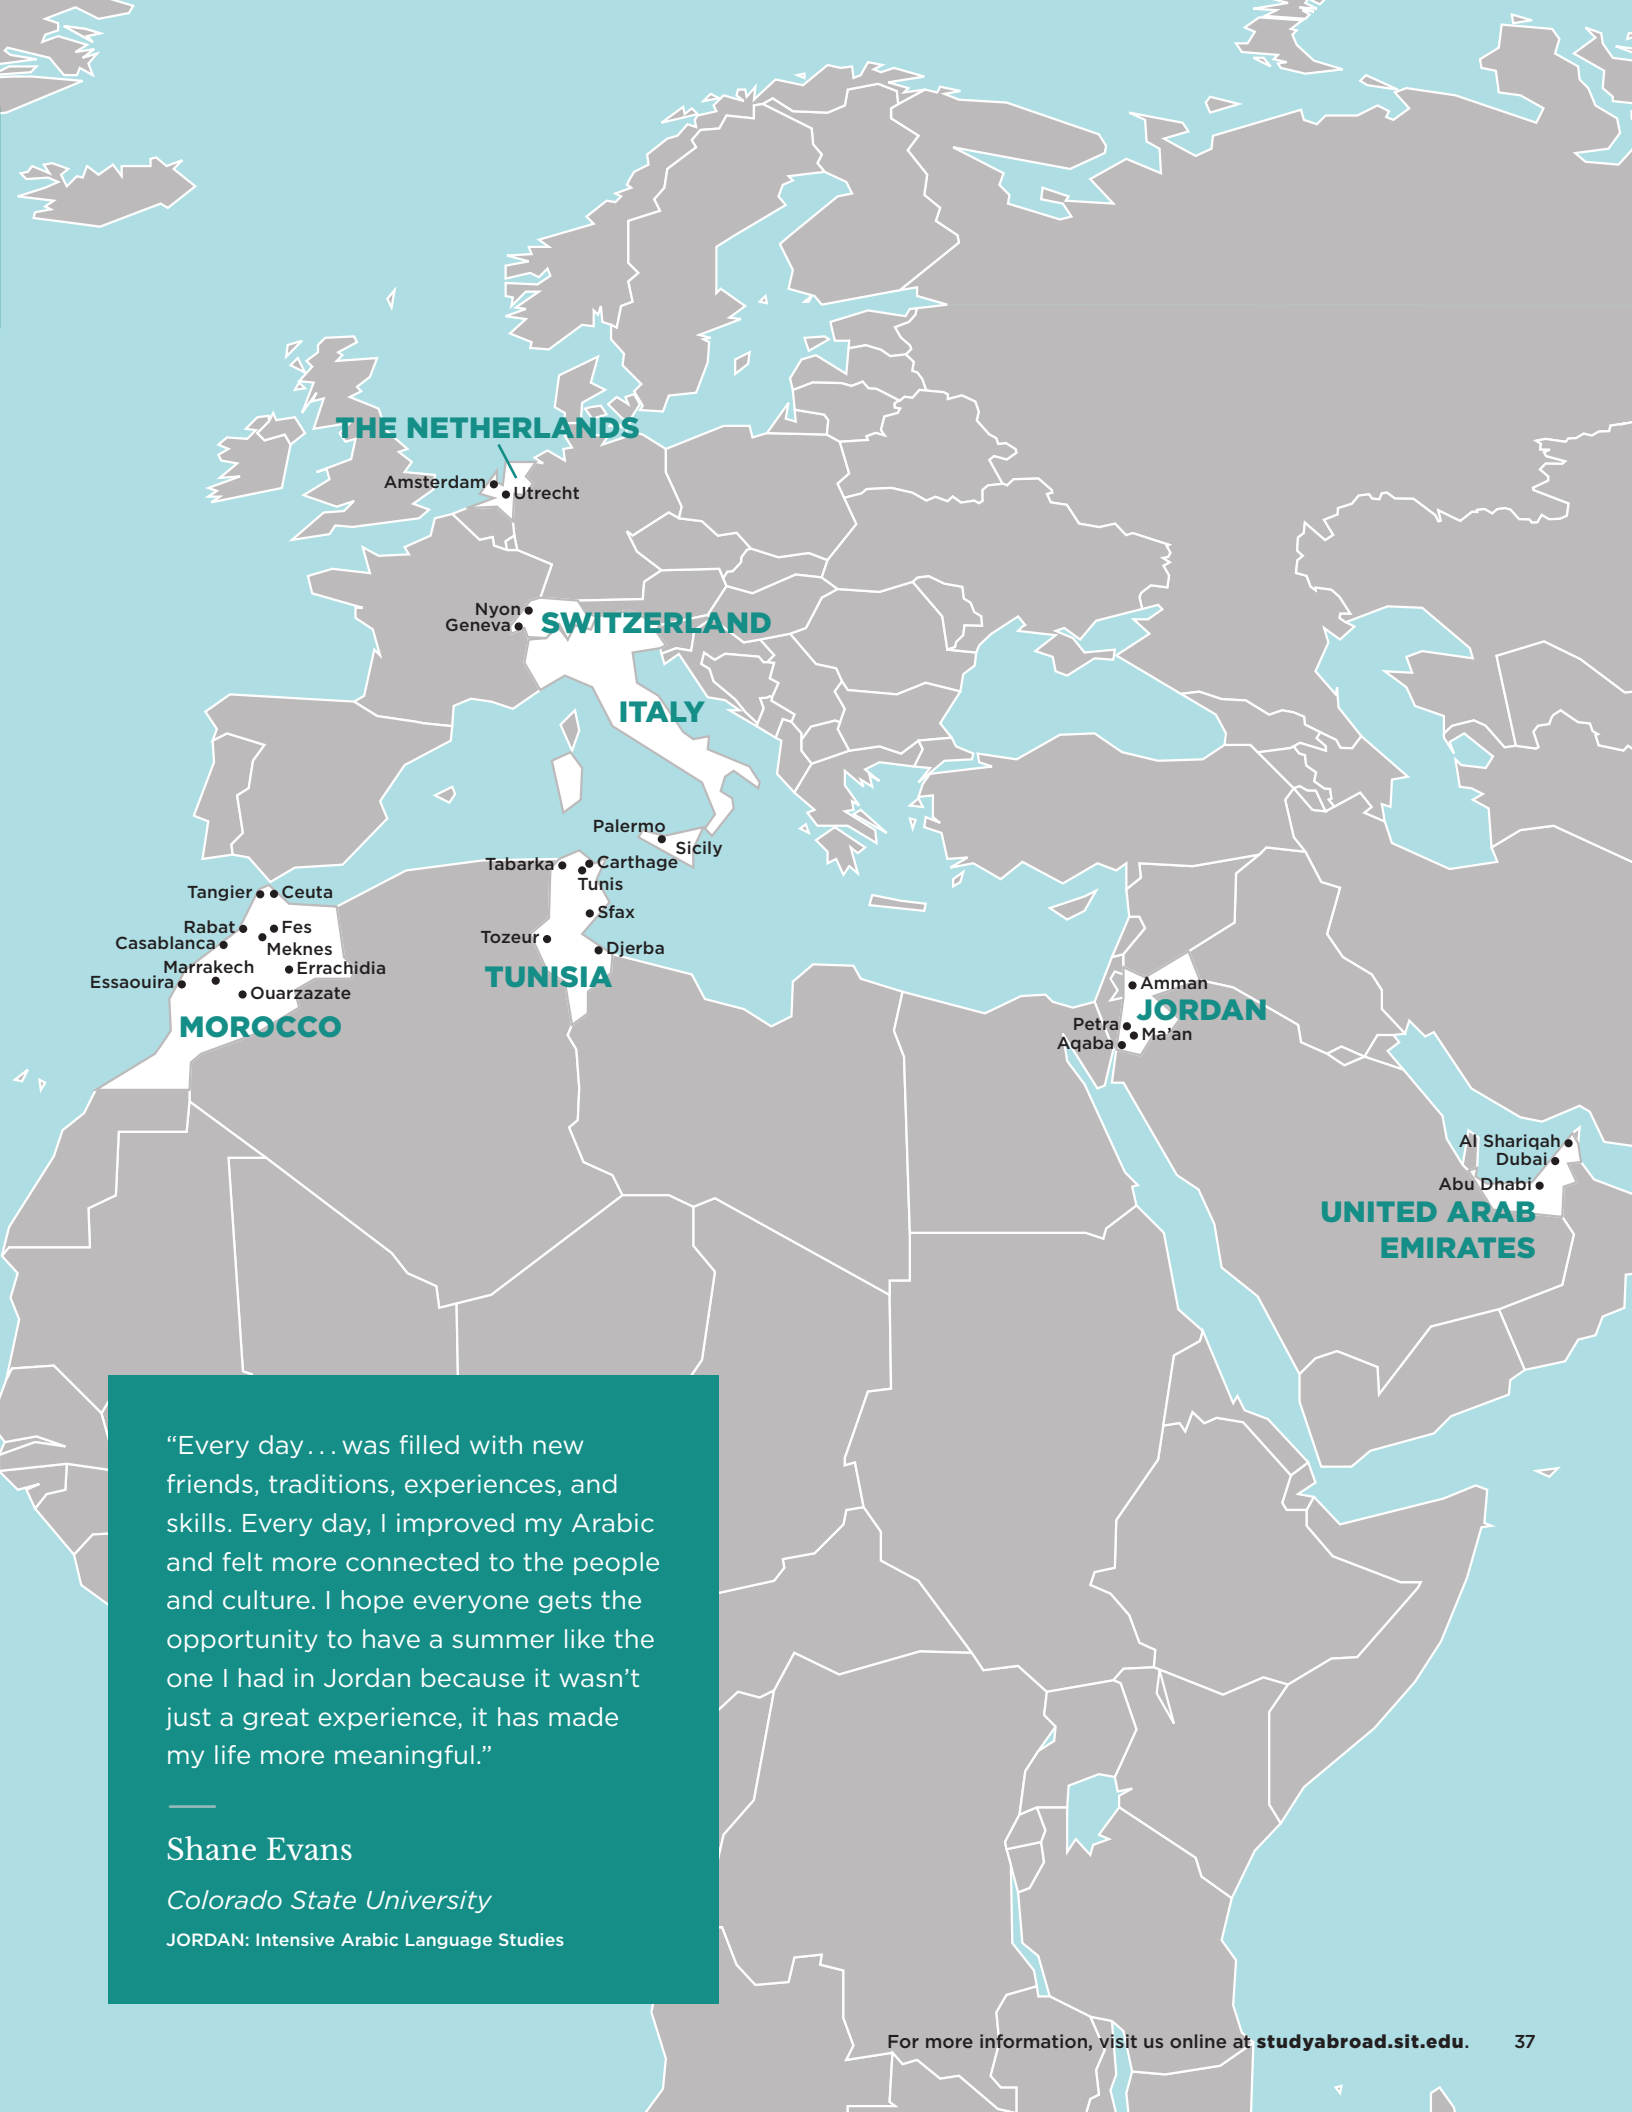 THE NETHERLANDS
Amsterdam
Utrecht
Nyon
Geneva
SWITZERLAND
ITALY
Palermo
Sicily
Tabarka
Carthage
Tunis
Sfax
Tozeur
Djerba
TUNISIA
Tangier
Ceuta
Rabat
Fes
Casablanca
Meknes
Marrakech
Errachidia
Essaouira
Ouarzazate
MOROCCO
Amman
JORDAN
Petra
Ma’an
Aqaba
Al Shariqah
Dubai
Abu Dhabi
UNITED ARAB
EMIRATES
“Every day . . . was filled with new
friends, traditions, experiences, and
skills. Every day, I improved my Arabic
and felt more connected to the people
and culture. I hope everyone gets the
opportunity to have a summer like the
one I had in Jordan because it wasn’t
just a great experience, it has made
my life more meaningful.”
Shane Evans
Colorado State University
JORDAN: Intensive Arabic Language Studies
For more information, visit us online at studyabroad.sit.edu. 37